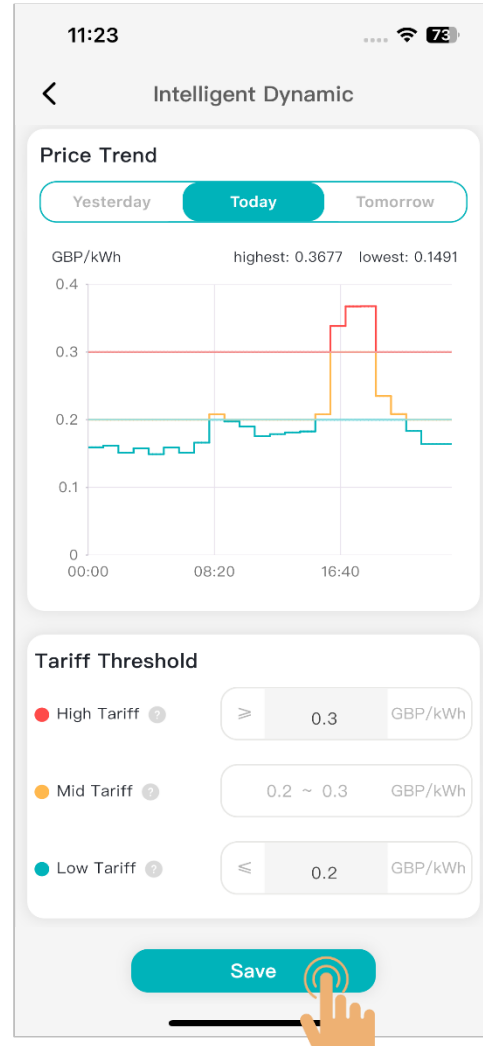 11:23 73
Intelligent Dynamic
Price Trend
Yesterday Today Tomorrow
GBP/kWh highest: 0.3677 lowest: 0.1491
0.4
0.3
0.2
0.1
0
00:00 08:20 16:40
Tariff Threshold
High Tariff ? ≥ 0.3 GBP/kWh
Mid Tariff ? 0.2 ~ 0.3 GBP/kWh
Low Tariff ? ≤ 0.2 GBP/kWh
Save